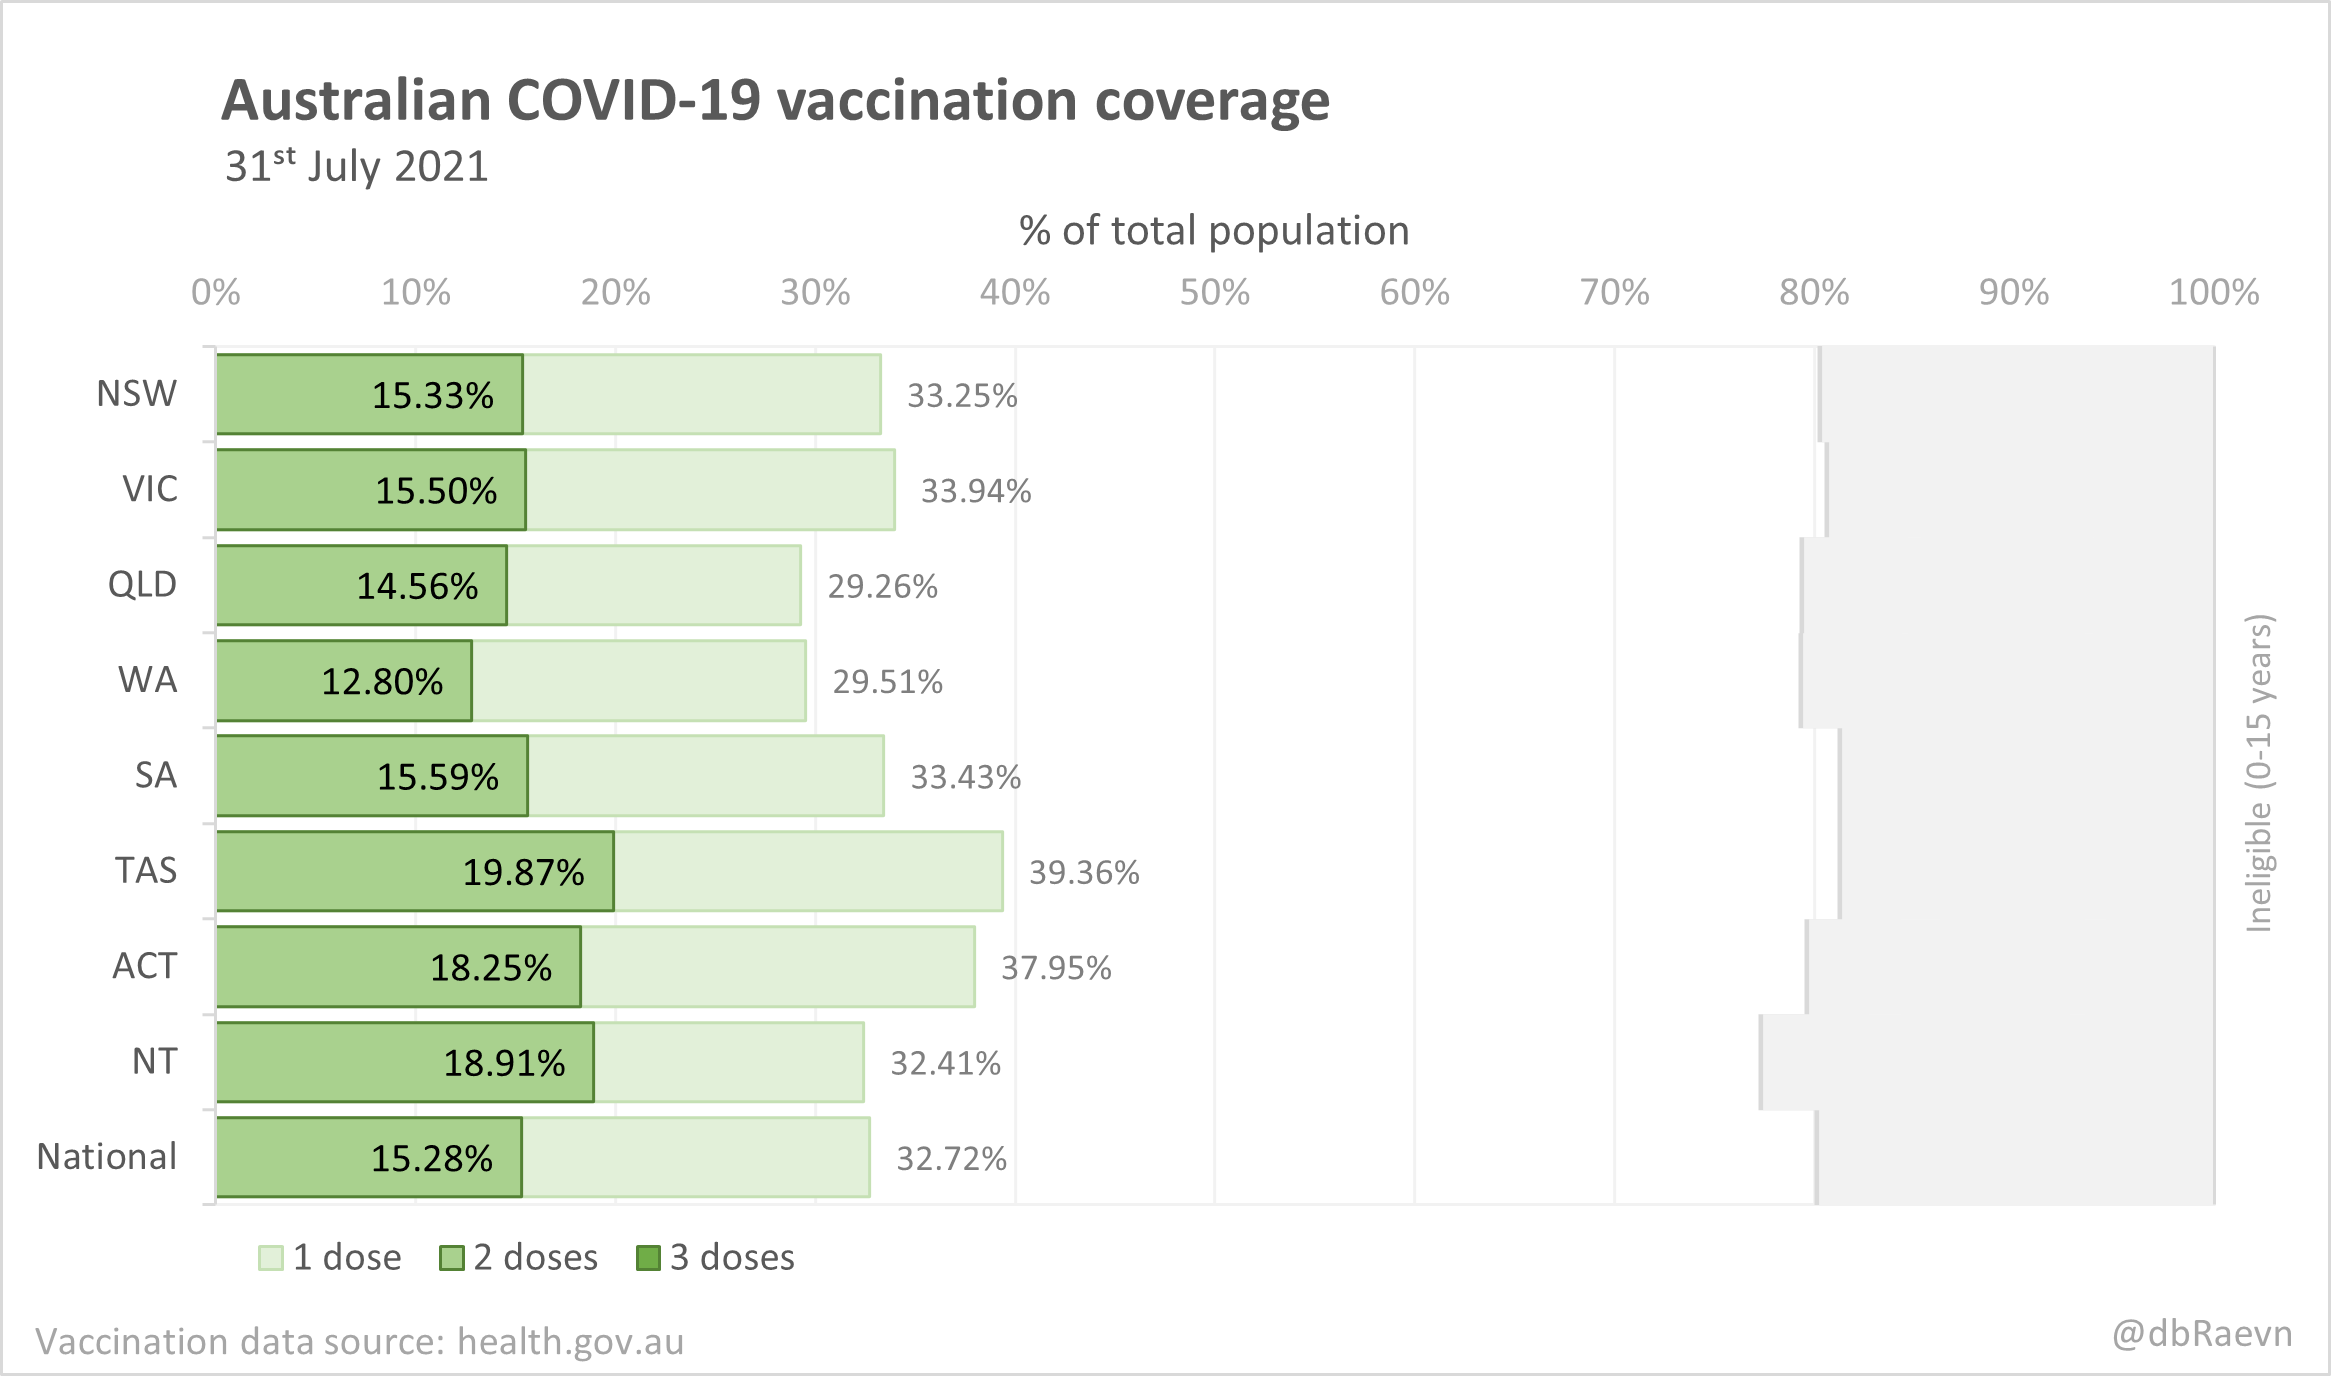 Australian COVID-19 vaccination coverage
31st July 2021
% of total population
0% 10% 20% 30% 40% 50% 60% 70% 80% 90% 100%
NSW 15.33% 33.25%
VIC 15.50% 33.94%
QLD 14.56% 29.26%
WA 12.80% 29.51%
SA 15.59% 33.43%
TAS 19.87% 39.36%
ACT 18.25% 37.95%
NT 18.91% 32.41%
National 15.28% 32.72%
Ineligible (0-15 years)
1 dose 2 doses 3 doses
Vaccination data source: health.gov.au
@dbRaevn